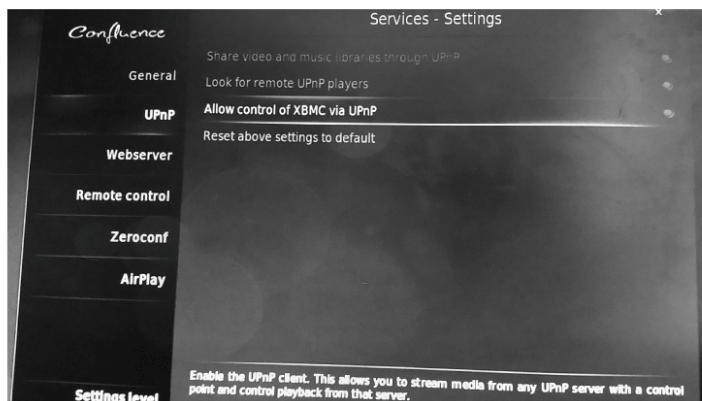 Confluence
Services - Settings
General
UPnP
Webserver
Remote control
Zeroconf
AirPlay
Settings level
Share video and music libraries through UPnP
Look for remote UPnP players
Allow control of XBMC via UPnP
Reset above settings to default
Enable the UPnP client. This allows you to stream media from any UPnP server with a control
point and control playback from that server.